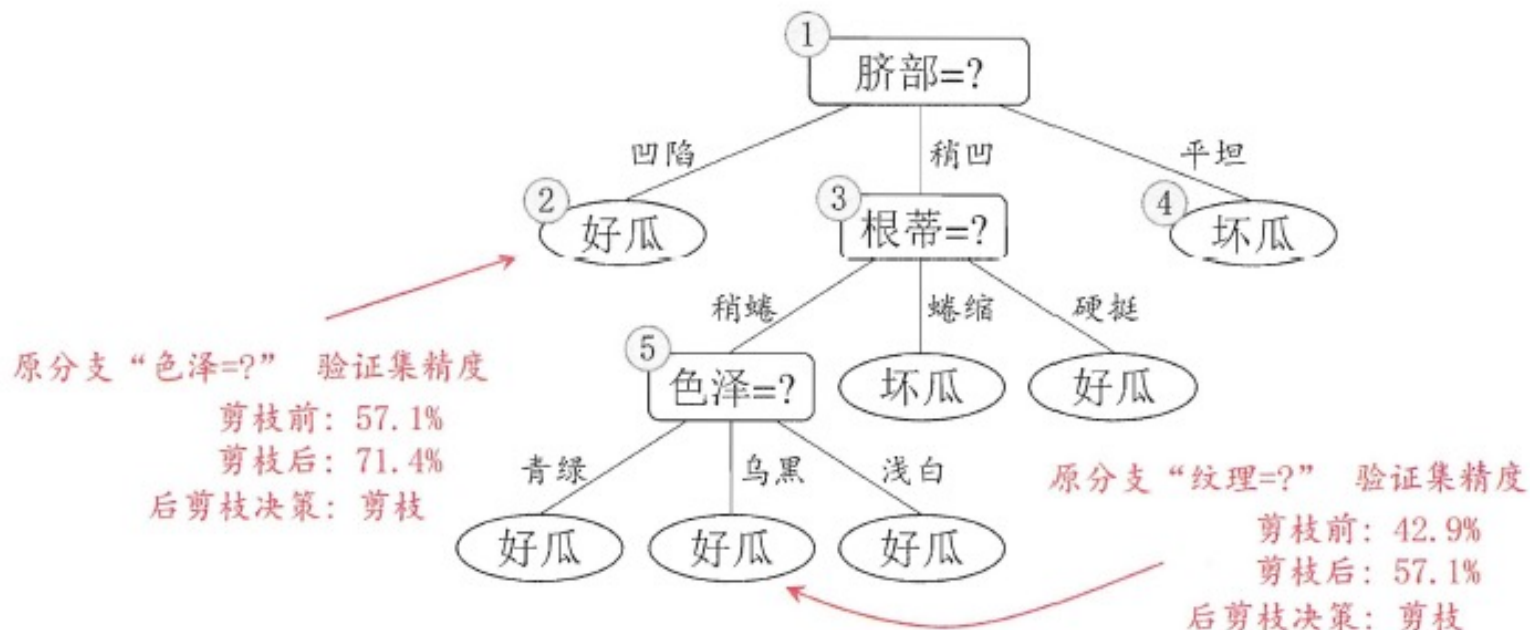 1
脐部=?
凹陷
稍凹
平坦
2
好瓜
3
根蒂=?
4
坏瓜
稍蜷
蜷缩
硬挺
原分支“色泽=?” 验证集精度
剪枝前: 57.1%
剪枝后: 71.4%
后剪枝决策: 剪枝
5
色泽=?
坏瓜
好瓜
青绿
乌黑
浅白
好瓜
好瓜
好瓜
原分支“纹理=?” 验证集精度
剪枝前: 42.9%
剪枝后: 57.1%
后剪枝决策: 剪枝